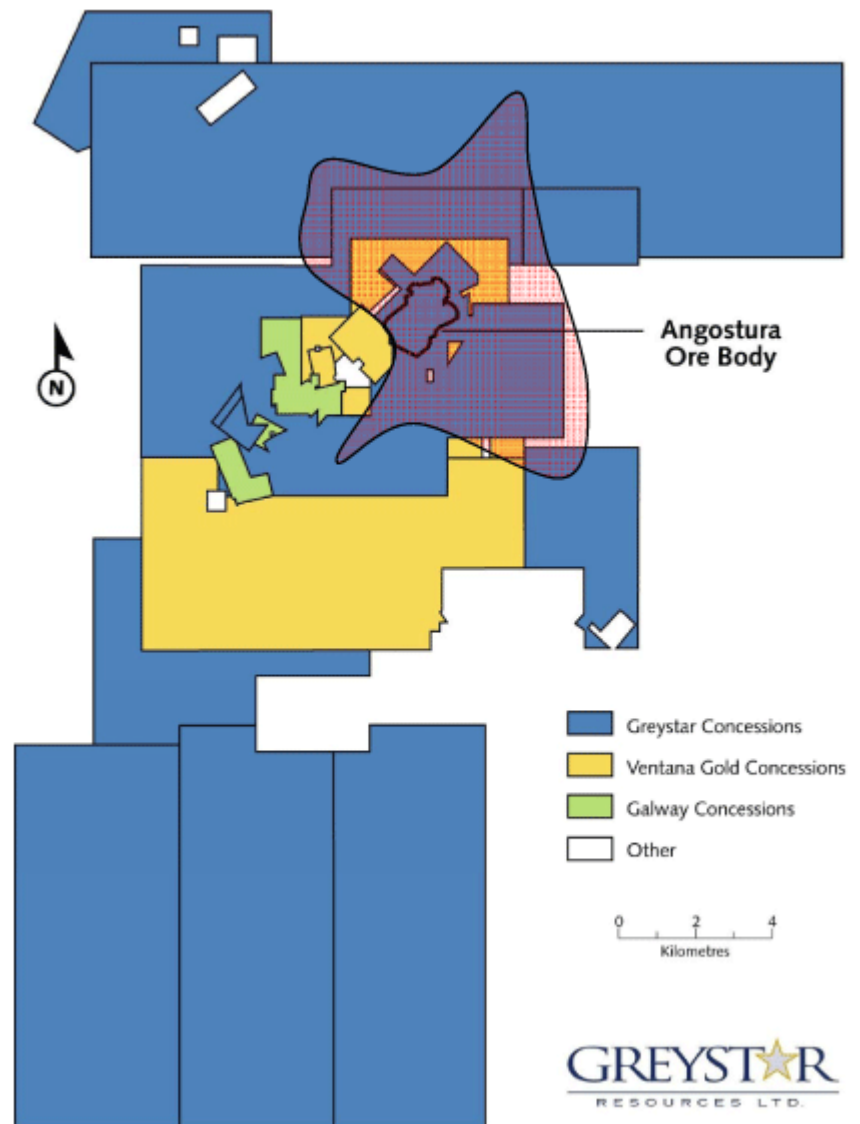 Angostura
Ore Body
N
Greystar Concessions
Ventana Gold Concessions
Galway Concessions
Other
0 2 4
Kilometres
GREYSTAR
RESOURCES LTD.